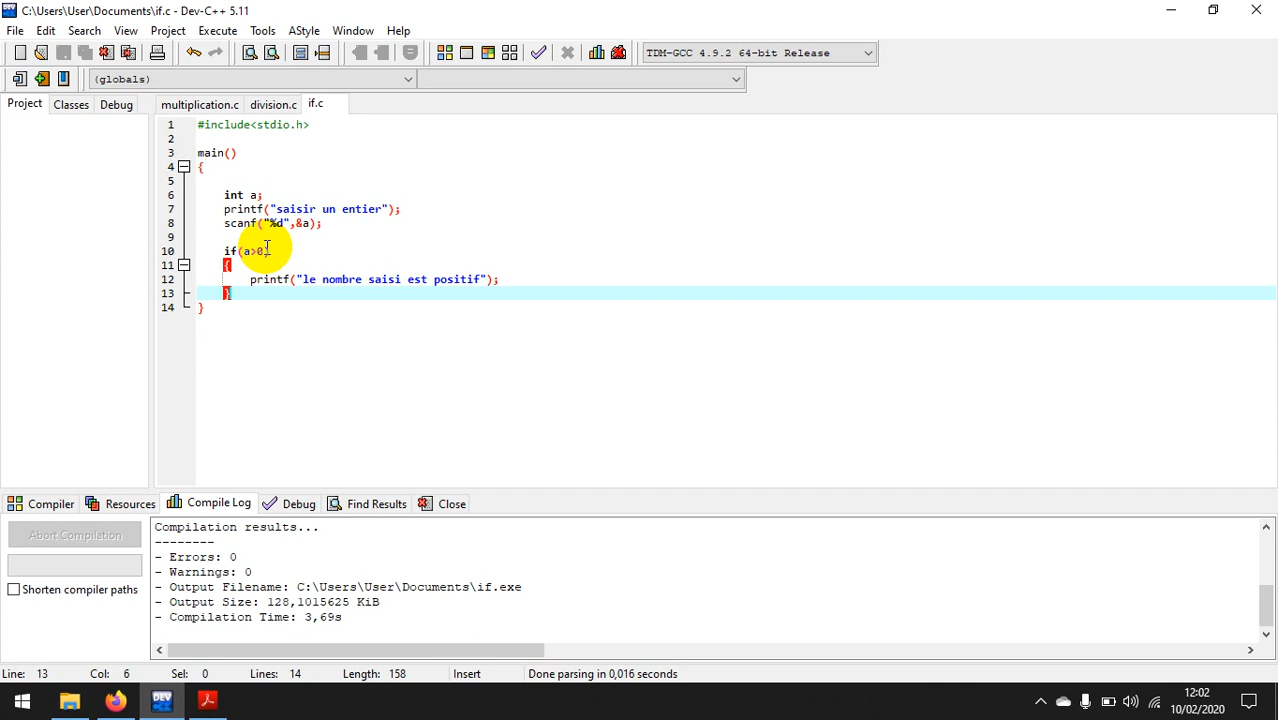 C:\Users\User\Documents\if.c - Dev-C++ 5.11
File Edit Search View Project Execute Tools AStyle Window Help
TDM-GCC 4.9.2 64-bit Release
(globals)
Project Classes Debug multiplication.c division.c if.c
1 #include<stdio.h>
2
3 main()
4 {
5
6 int a;
7 printf("saisir un entier");
8 scanf("%d",&a);
9
10 if(a>0)
11 {
12 printf("le nombre saisi est positif");
13 }
14 }
Compiler Resources Compile Log Debug Find Results Close
Abort Compilation
Shorten compiler paths
Compilation results...
--------
- Errors: 0
- Warnings: 0
- Output Filename: C:\Users\User\Documents\if.exe
- Output Size: 128,1015625 KiB
- Compilation Time: 3,69s
Line: 13 Col: 6 Sel: 0 Lines: 14 Length: 158 Insert Done parsing in 0,016 seconds
DEV
12:02
10/02/2020